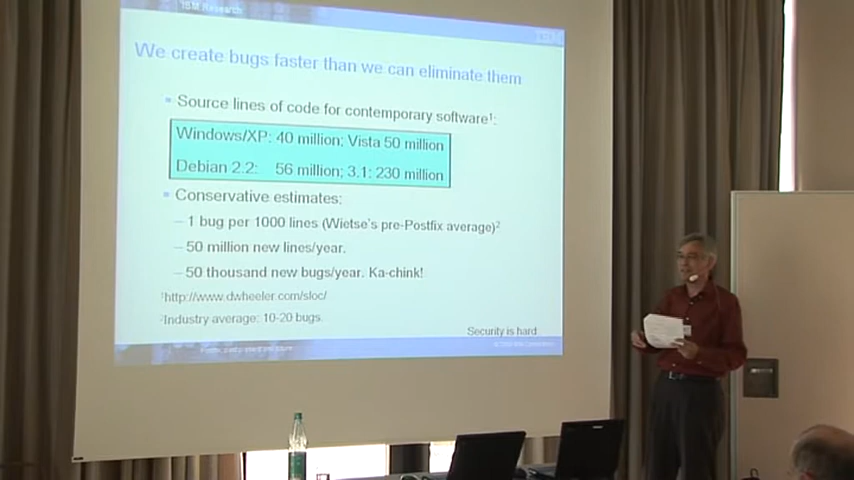 IBM Research
IBM
We create bugs faster than we can eliminate them
Source lines of code for contemporary software¹:
Windows/XP: 40 million; Vista 50 million
Debian 2.2: 56 million; 3.1: 230 million
Conservative estimates:
– 1 bug per 1000 lines (Wietse's pre-Postfix average)²
– 50 million new lines/year.
– 50 thousand new bugs/year. Ka-chink!
¹http://www.dwheeler.com/sloc/
²Industry average: 10-20 bugs.
Security is hard